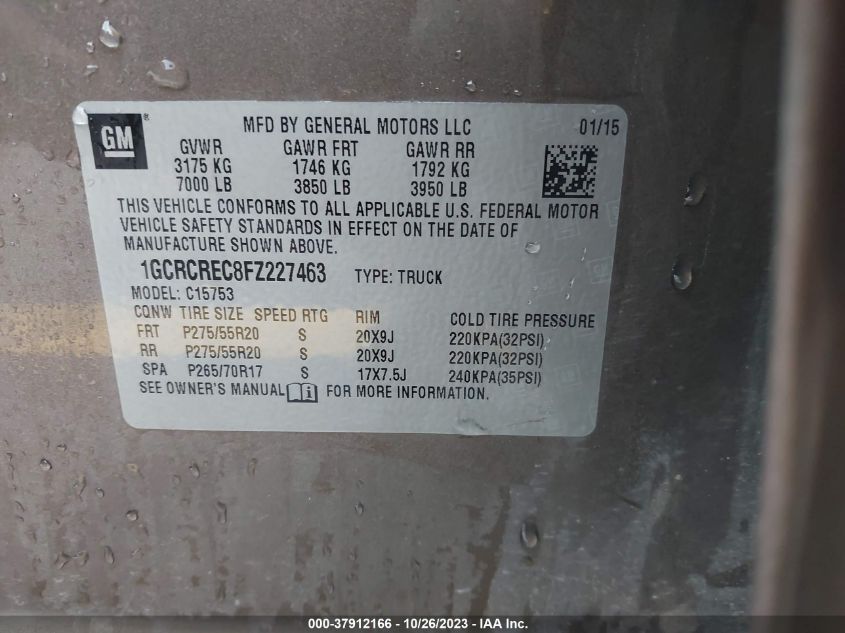 GM ®
MFD BY GENERAL MOTORS LLC 01/15
GVWR GAWR FRT GAWR RR
3175 KG 1746 KG 1792 KG
7000 LB 3850 LB 3950 LB
THIS VEHICLE CONFORMS TO ALL APPLICABLE U.S. FEDERAL MOTOR
VEHICLE SAFETY STANDARDS IN EFFECT ON THE DATE OF
MANUFACTURE SHOWN ABOVE.
1GCRCREC8FZ227463 TYPE: TRUCK
MODEL: C15753
CQNW TIRE SIZE SPEED RTG RIM COLD TIRE PRESSURE
FRT P275/55R20 S 20X9J 220KPA(32PSI)
RR P275/55R20 S 20X9J 220KPA(32PSI)
SPA P265/70R17 S 17X7.5J 240KPA(35PSI)
SEE OWNER'S MANUAL i FOR MORE INFORMATION.
000-37912166 - 10/26/2023 - IAA Inc.